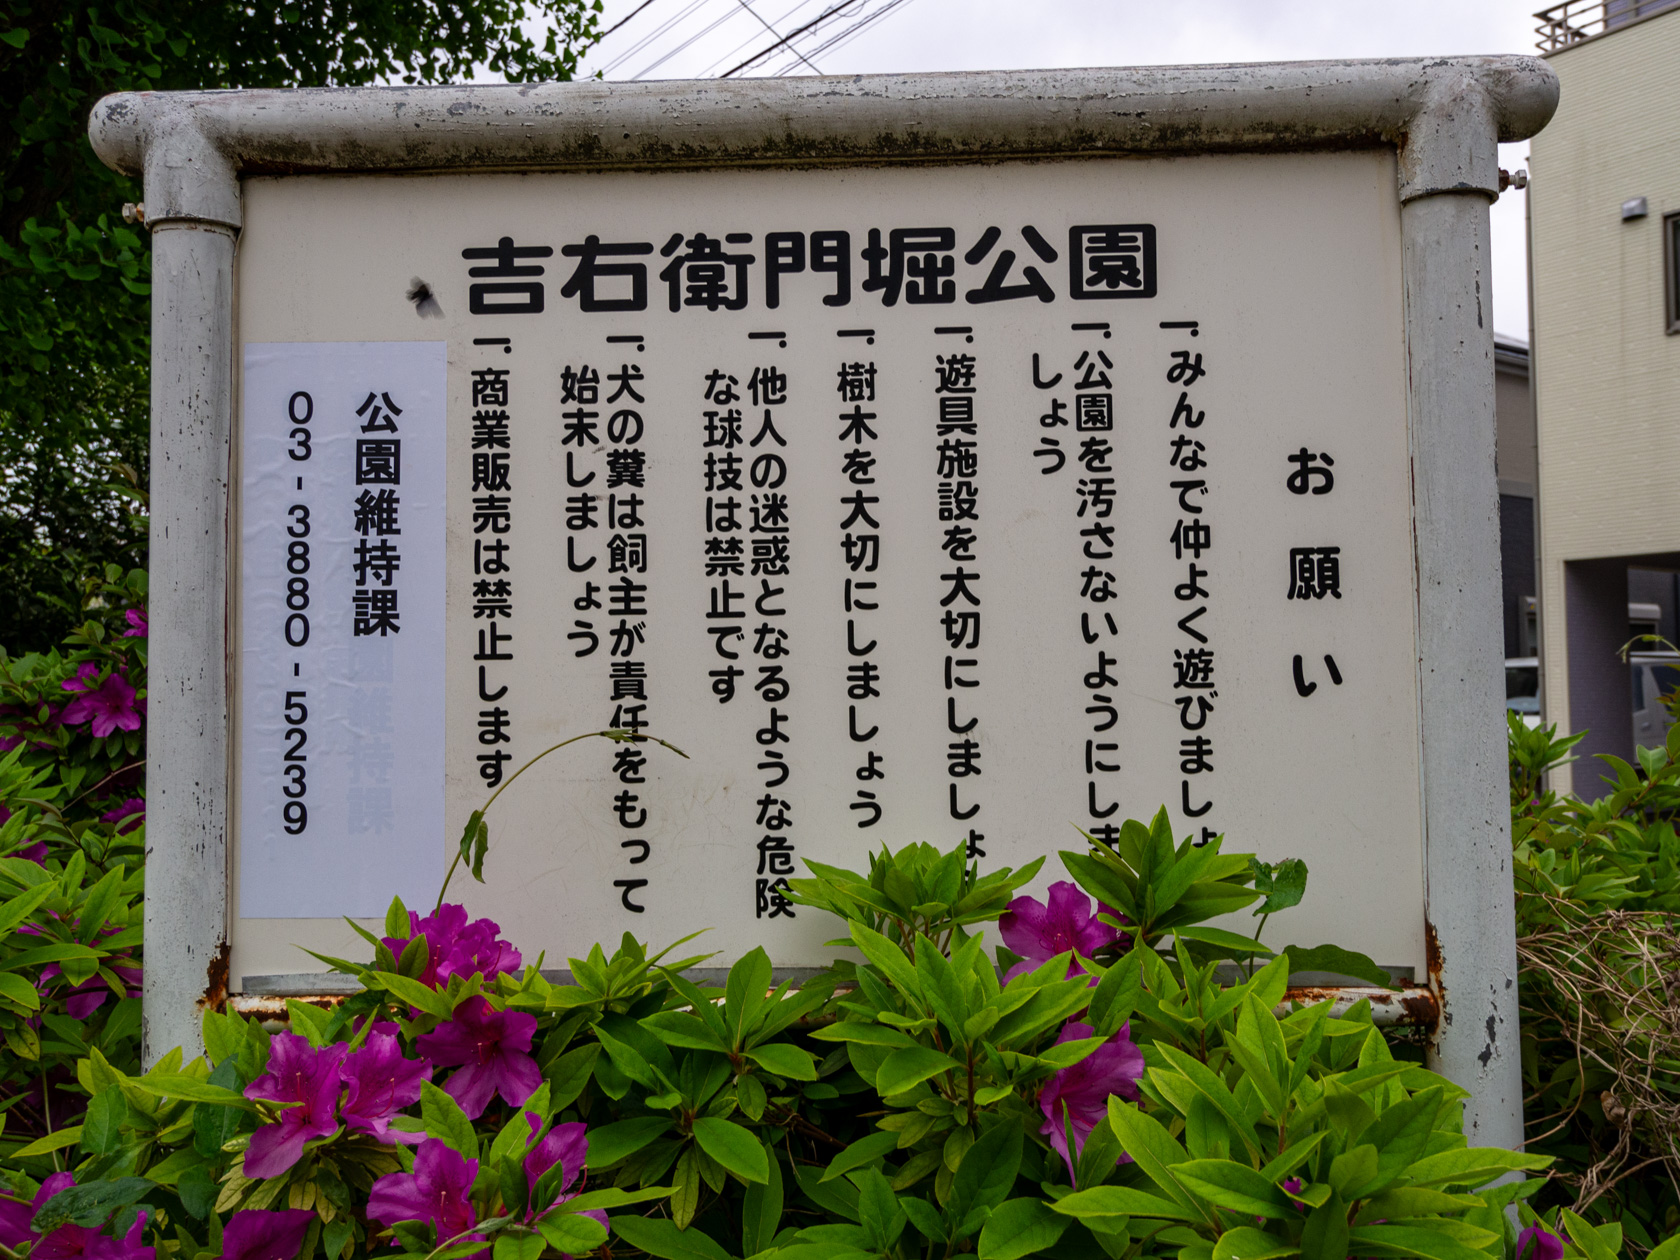 吉右衛門堀公園
お願い
一.みんなで仲よく遊びましょ
一.公園を汚さないようにしま
しょう
一.遊具施設を大切にしましょ
一.樹木を大切にしましょう
一.他人の迷惑となるような危険
な球技は禁止です
一.犬の糞は飼主が責任をもって
始末しましょう
一.商業販売は禁止します
公園維持課
03-3880-5239